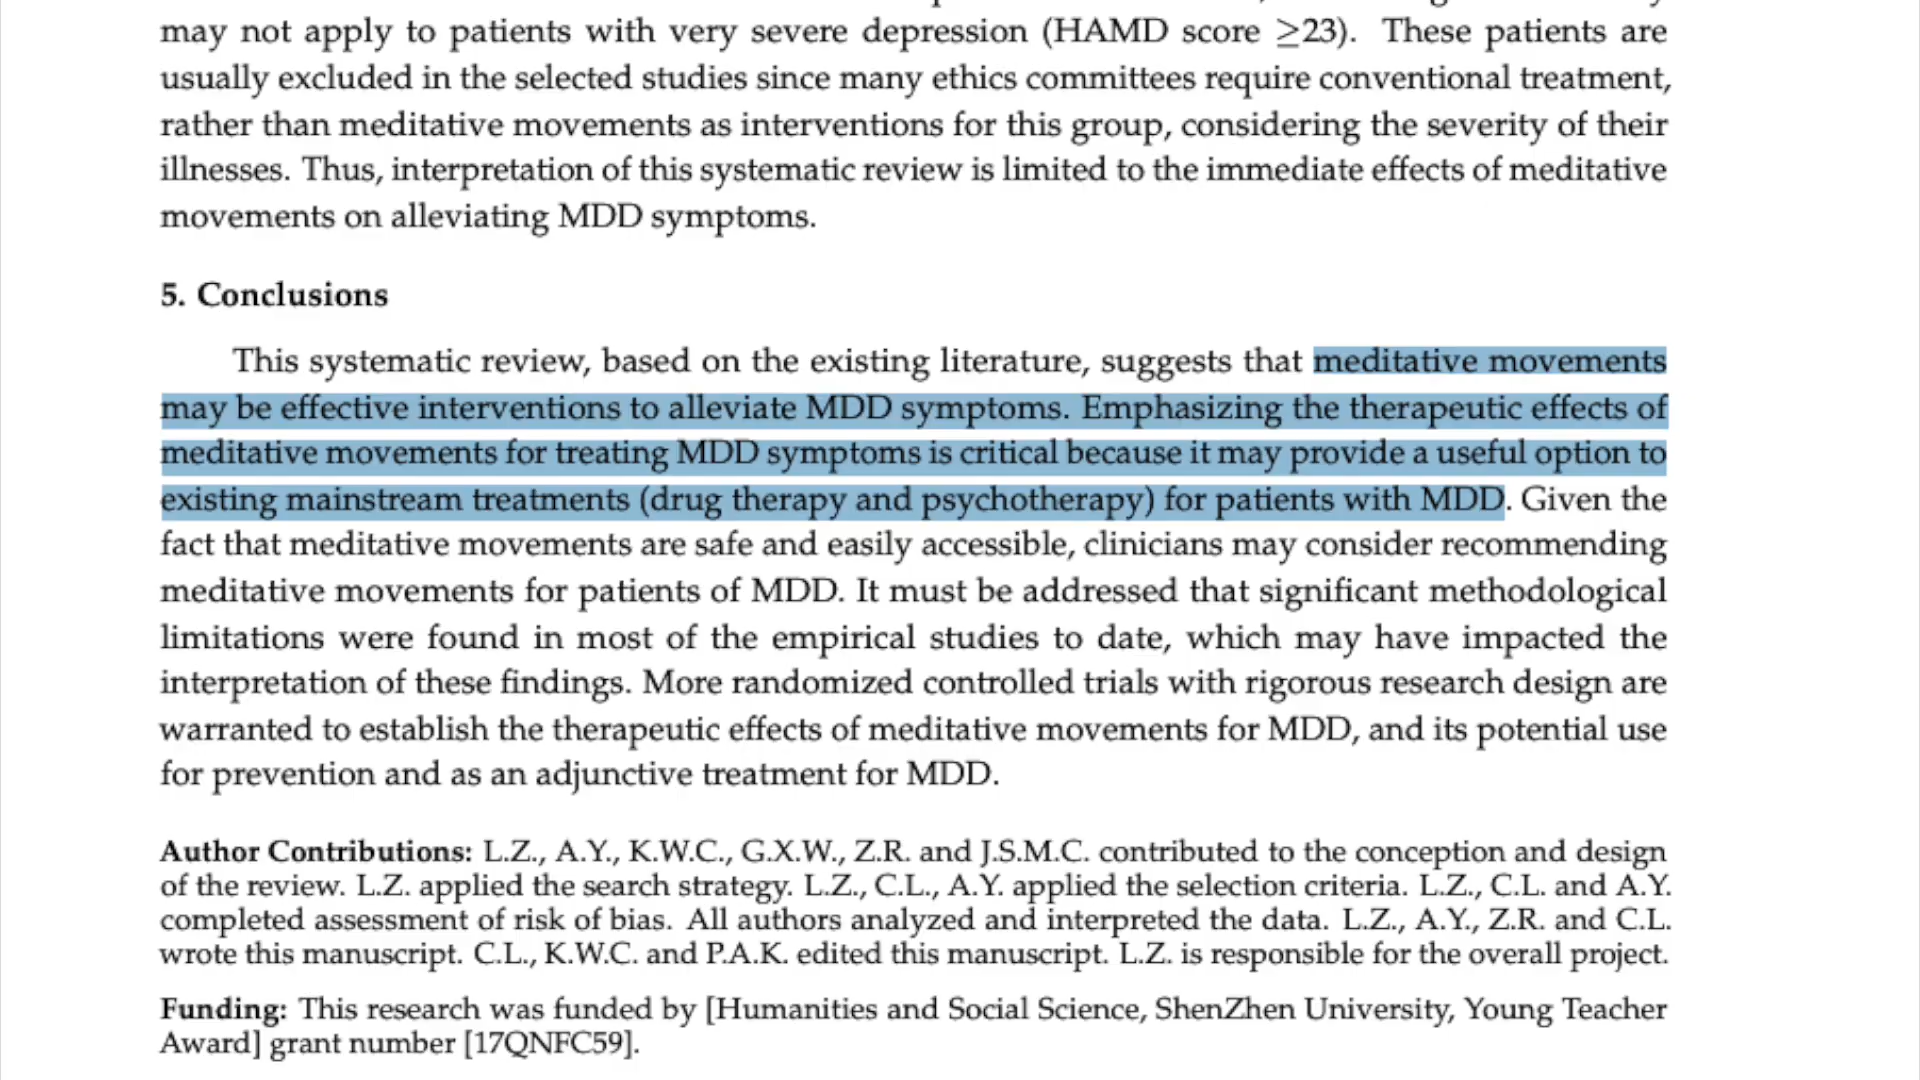 may not apply to patients with very severe depression (HAMD score ≥23). These patients are
usually excluded in the selected studies since many ethics committees require conventional treatment,
rather than meditative movements as interventions for this group, considering the severity of their
illnesses. Thus, interpretation of this systematic review is limited to the immediate effects of meditative
movements on alleviating MDD symptoms.
5. Conclusions
This systematic review, based on the existing literature, suggests that meditative movements
may be effective interventions to alleviate MDD symptoms. Emphasizing the therapeutic effects of
meditative movements for treating MDD symptoms is critical because it may provide a useful option to
existing mainstream treatments (drug therapy and psychotherapy) for patients with MDD. Given the
fact that meditative movements are safe and easily accessible, clinicians may consider recommending
meditative movements for patients of MDD. It must be addressed that significant methodological
limitations were found in most of the empirical studies to date, which may have impacted the
interpretation of these findings. More randomized controlled trials with rigorous research design are
warranted to establish the therapeutic effects of meditative movements for MDD, and its potential use
for prevention and as an adjunctive treatment for MDD.
Author Contributions: L.Z., A.Y., K.W.C., G.X.W., Z.R. and J.S.M.C. contributed to the conception and design
of the review. L.Z. applied the search strategy. L.Z., C.L., A.Y. applied the selection criteria. L.Z., C.L. and A.Y.
completed assessment of risk of bias. All authors analyzed and interpreted the data. L.Z., A.Y., Z.R. and C.L.
wrote this manuscript. C.L., K.W.C. and P.A.K. edited this manuscript. L.Z. is responsible for the overall project.
Funding: This research was funded by [Humanities and Social Science, ShenZhen University, Young Teacher
Award] grant number [17QNFC59].